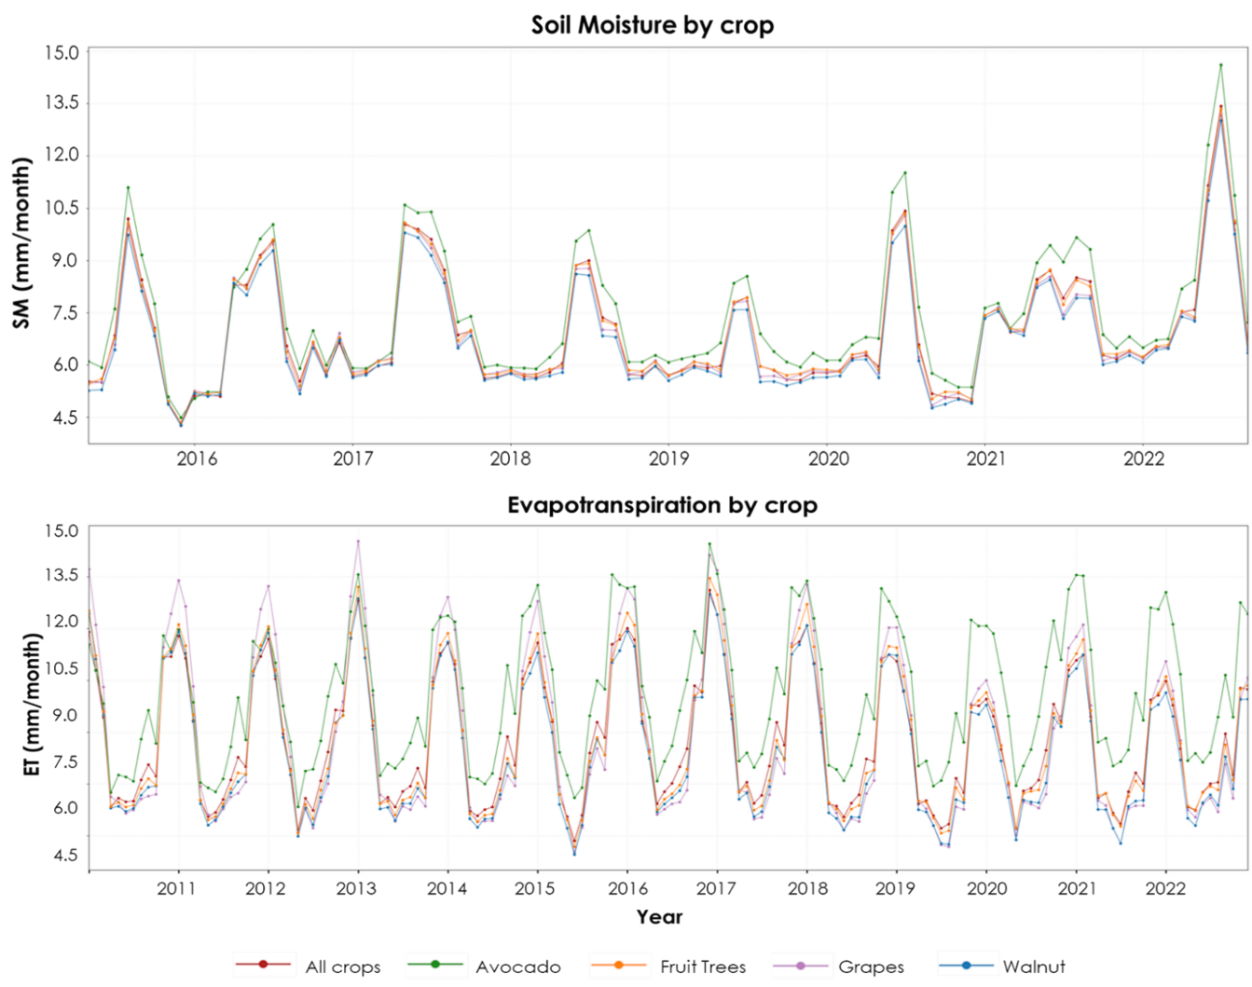 Soil Moisture by crop
15.0
13.5
12.0
10.5
9.0
7.5
6.0
4.5
SM (mm/month)
2016 2017 2018 2019 2020 2021 2022
Evapotranspiration by crop
15.0
13.5
12.0
10.5
9.0
7.5
6.0
4.5
ET (mm/month)
2011 2012 2013 2014 2015 2016 2017 2018 2019 2020 2021 2022
Year
All crops Avocado Fruit Trees Grapes Walnut